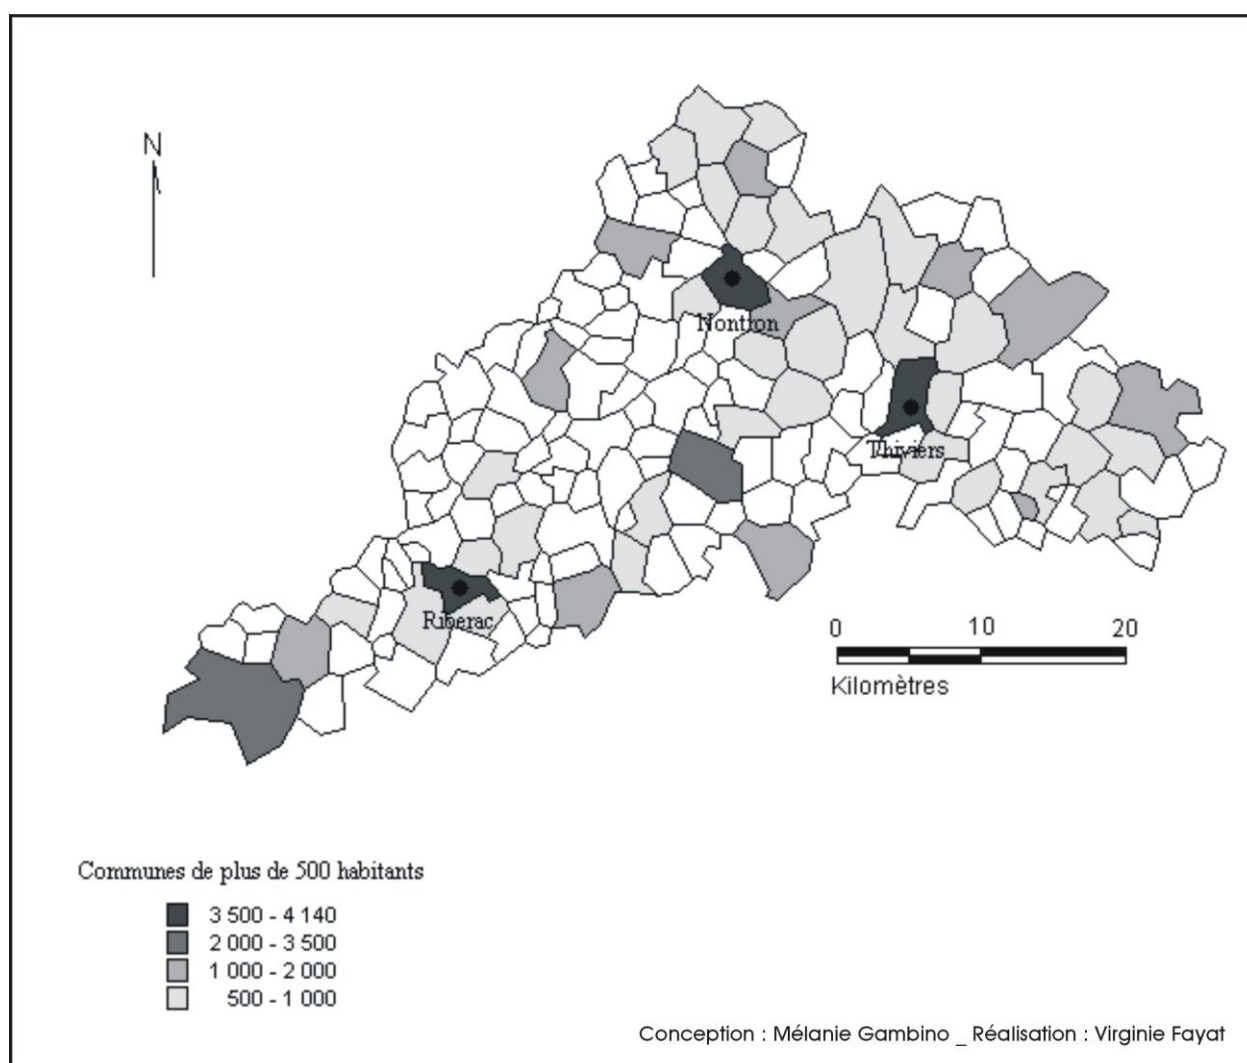 N
Nontron
Thiviers
Riberac
0 10 20
Kilomètres
Communes de plus de 500 habitants
3 500 - 4 140
2 000 - 3 500
1 000 - 2 000
500 - 1 000
Conception : Mélanie Gambino _ Réalisation : Virginie Fayat